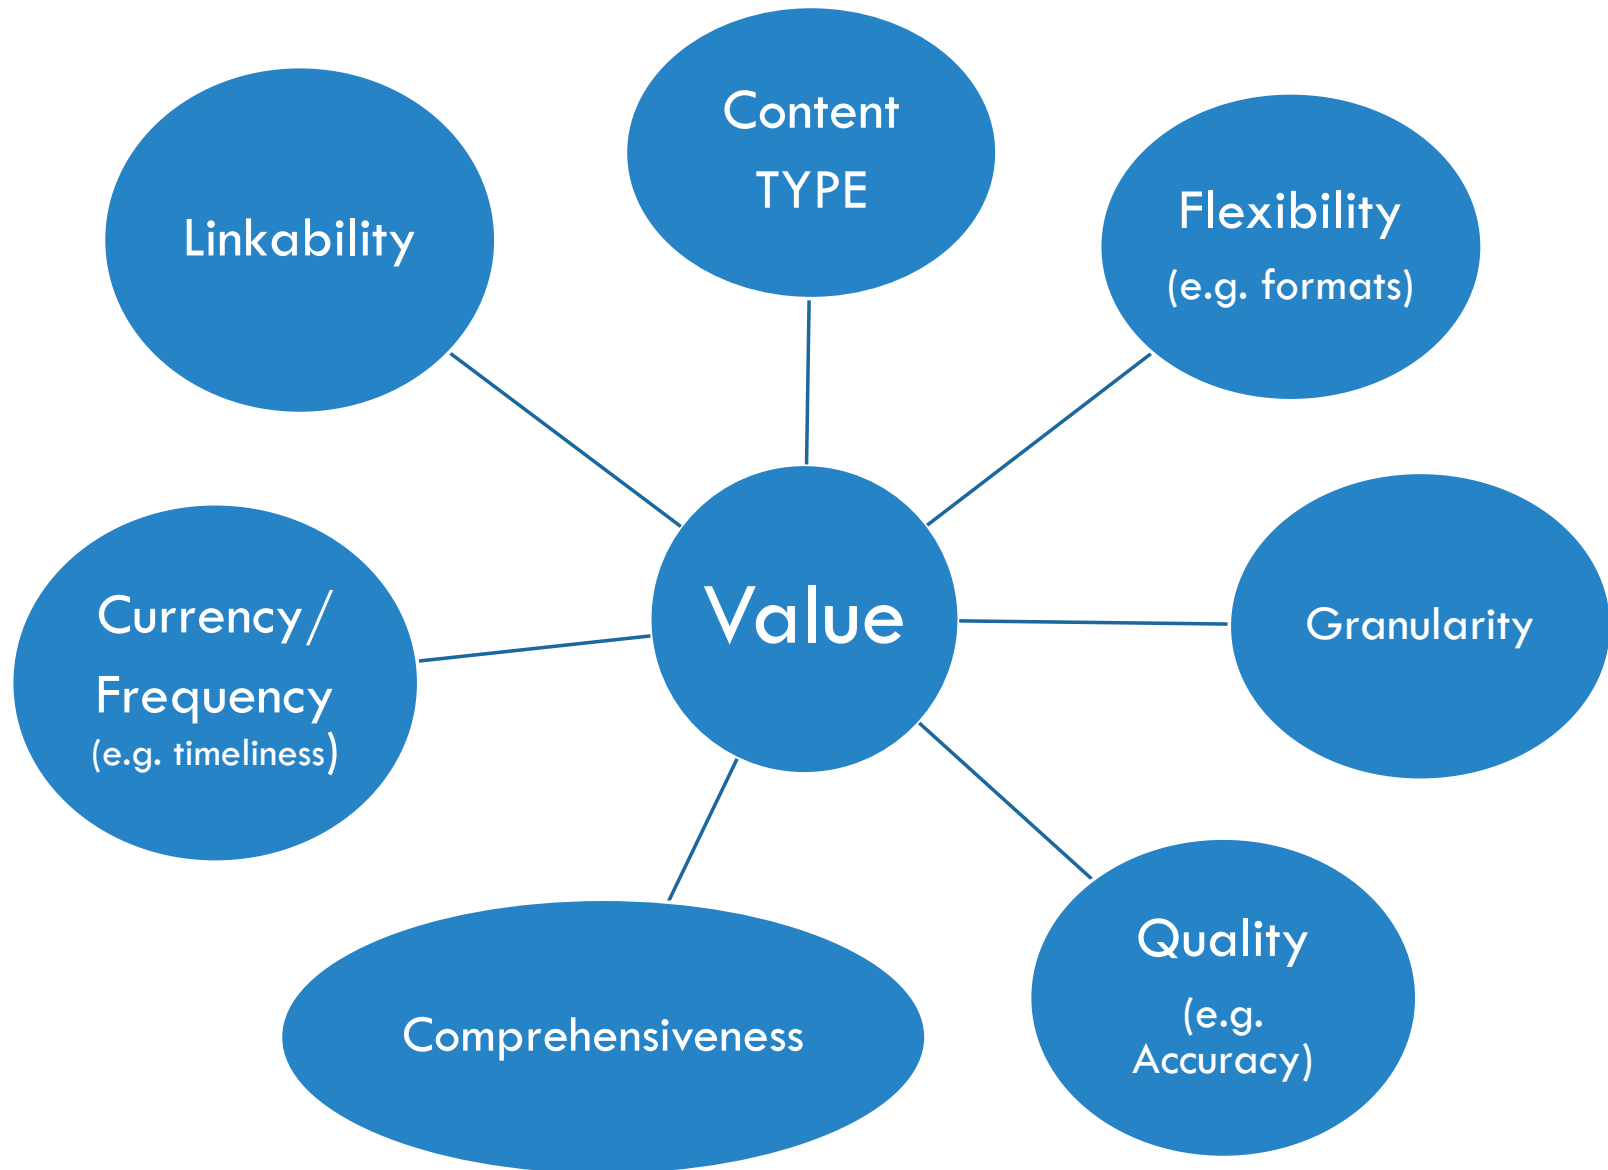 Content
TYPE
Flexibility
(e.g. formats)
Linkability
Value
Granularity
Currency/
Frequency
(e.g. timeliness)
Quality
(e.g.
Accuracy)
Comprehensiveness